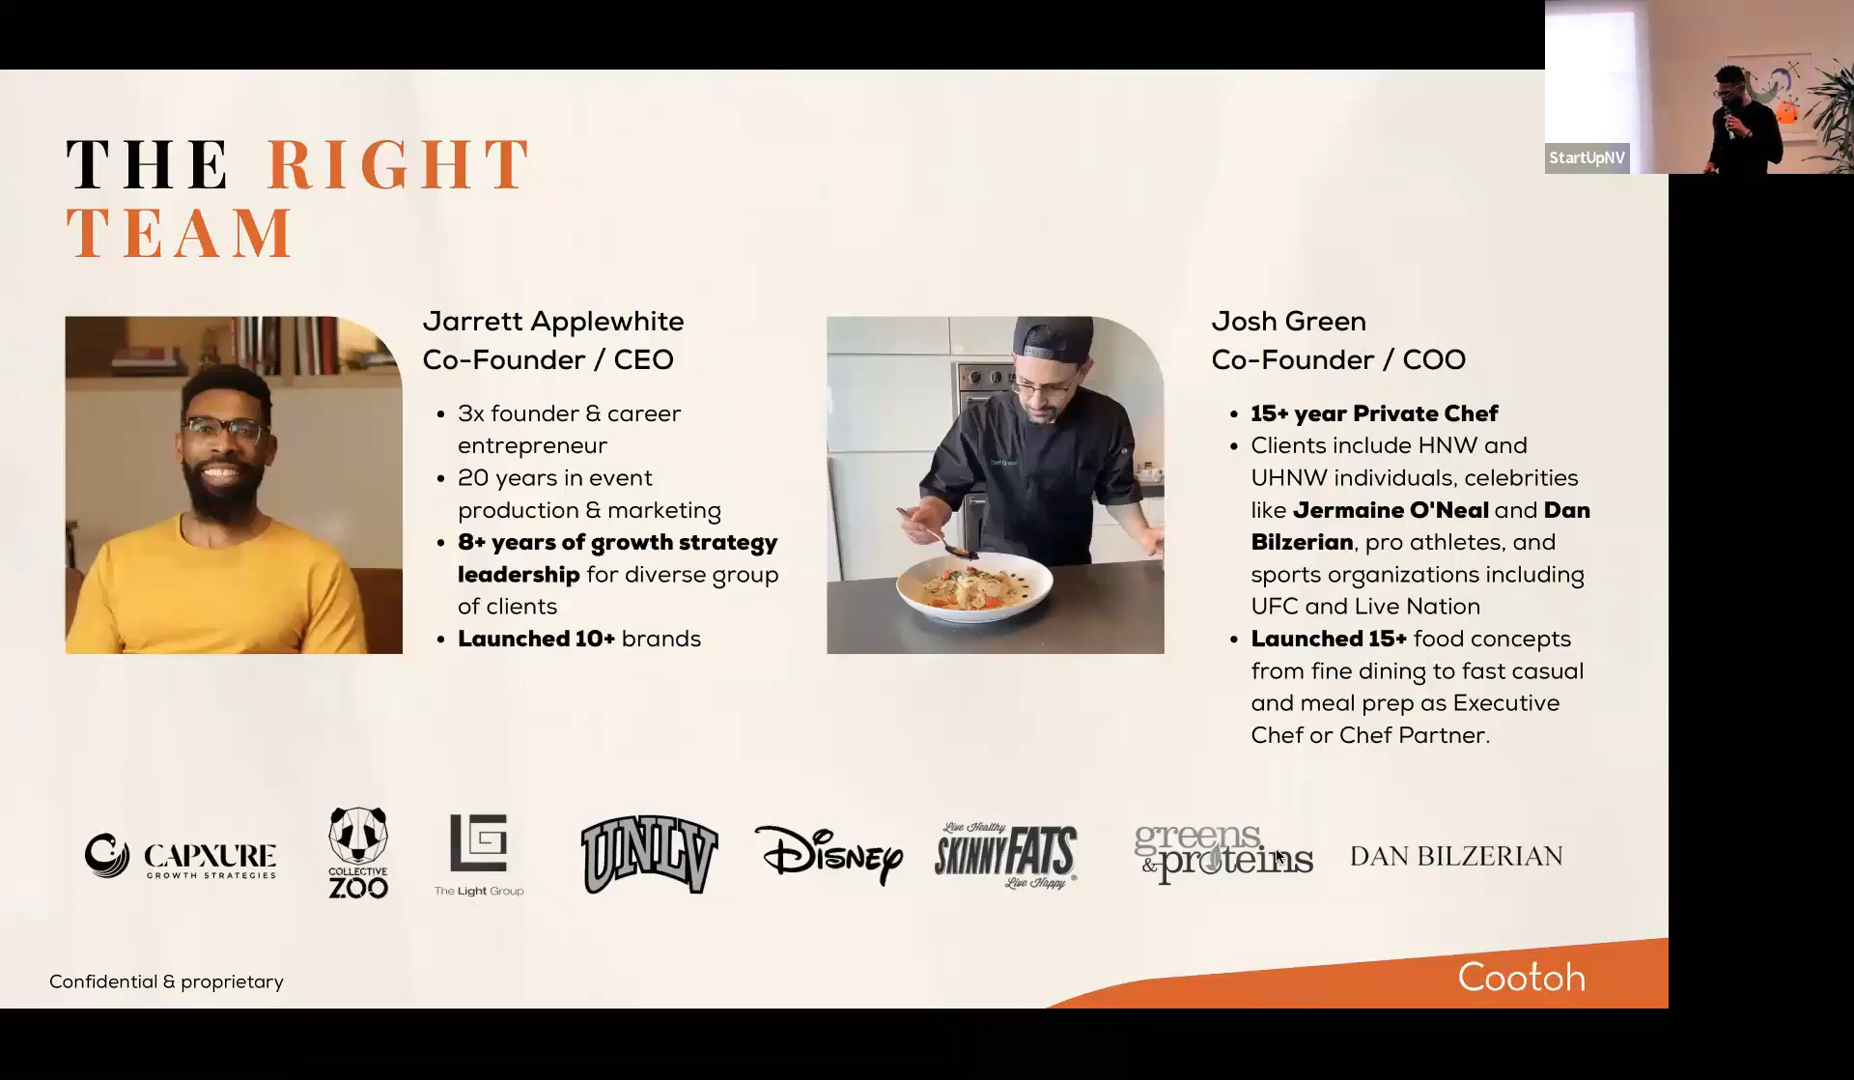 StartUpNV
THE RIGHT
TEAM
Jarrett Applewhite
Co-Founder / CEO
• 3x founder & career
entrepreneur
• 20 years in event
production & marketing
• 8+ years of growth strategy
leadership for diverse group
of clients
• Launched 10+ brands
Josh Green
Co-Founder / COO
• 15+ year Private Chef
• Clients include HNW and
UHNW individuals, celebrities
like Jermaine O'Neal and Dan
Bilzerian, pro athletes, and
sports organizations including
UFC and Live Nation
• Launched 15+ food concepts
from fine dining to fast casual
and meal prep as Executive
Chef or Chef Partner.
CAPXURE
GROWTH STRATEGIES
COLLECTIVE
ZOO
LG
The Light Group
UNLV
Disney
Live Healthy
SKINNYFATS
Live Happy
greens
&proteins
DAN BILZERIAN
Confidential & proprietary
Cootoh